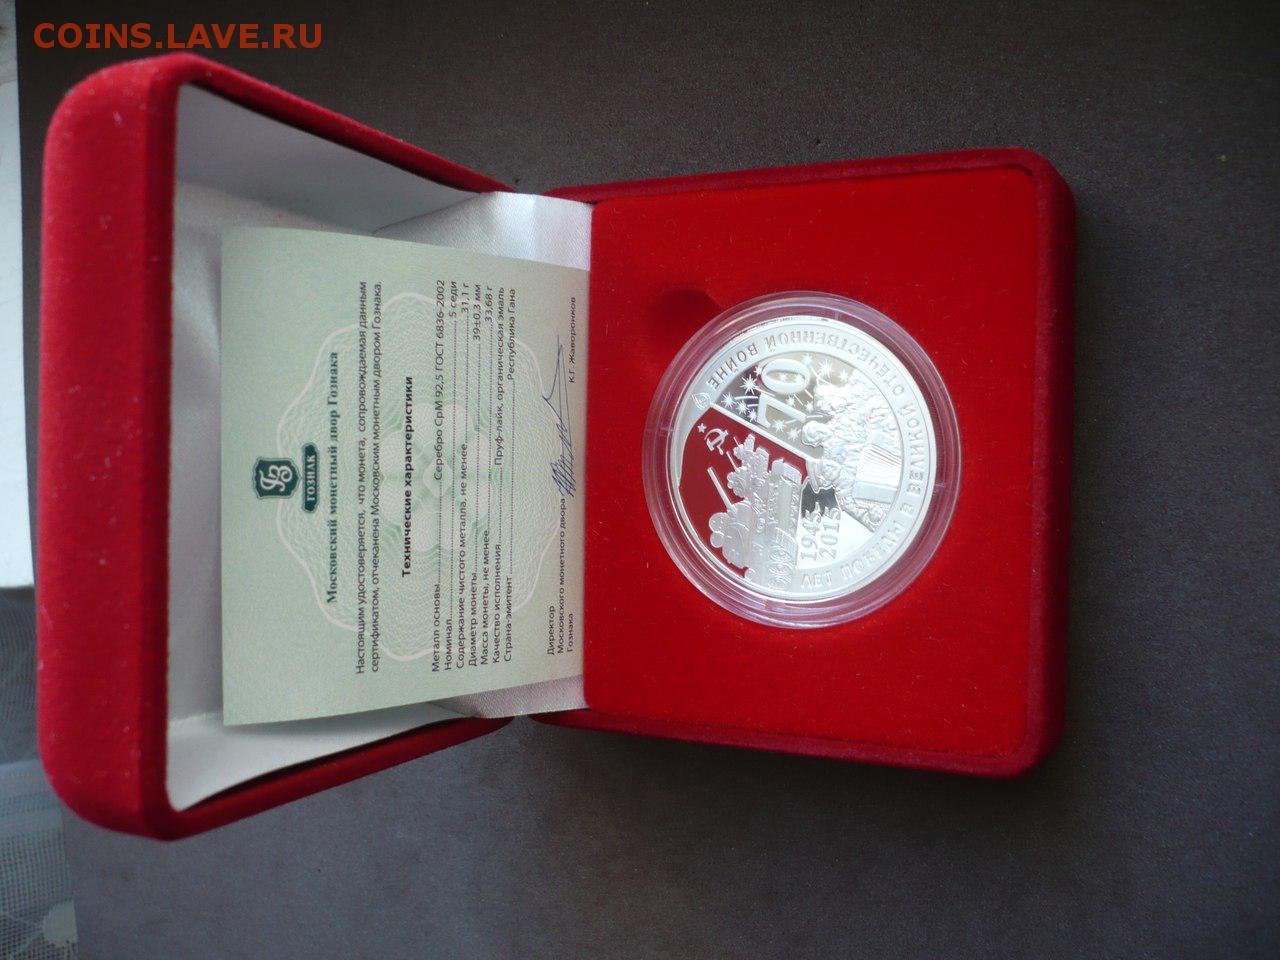 COINS.LAVE.RU
ГОЗНАК
Московский монетный двор Гознака
Настоящим удостоверяется, что монета, сопровождаемая данным
сертификатом, отчеканена Московским монетным двором Гознака.
Технические характеристики
Металл основы Серебро СрМ 92,5 ГОСТ 6836-2002
Номинал 5 седи
Содержание чистого металла, не менее 31,1 г
Диаметр монеты 39±0,3 мм
Масса монеты, не менее 33,68 г
Качество исполнения Пруф-лайк, органическая эмаль
Страна-эмитент Республика Гана
Директор
Московского монетного двора
Гознака К.Г. Жаворонков
70
1945
2015
ЛЕТ ПОБЕДЫ В ВЕЛИКОЙ ОТЕЧЕСТВЕННОЙ ВОЙНЕ